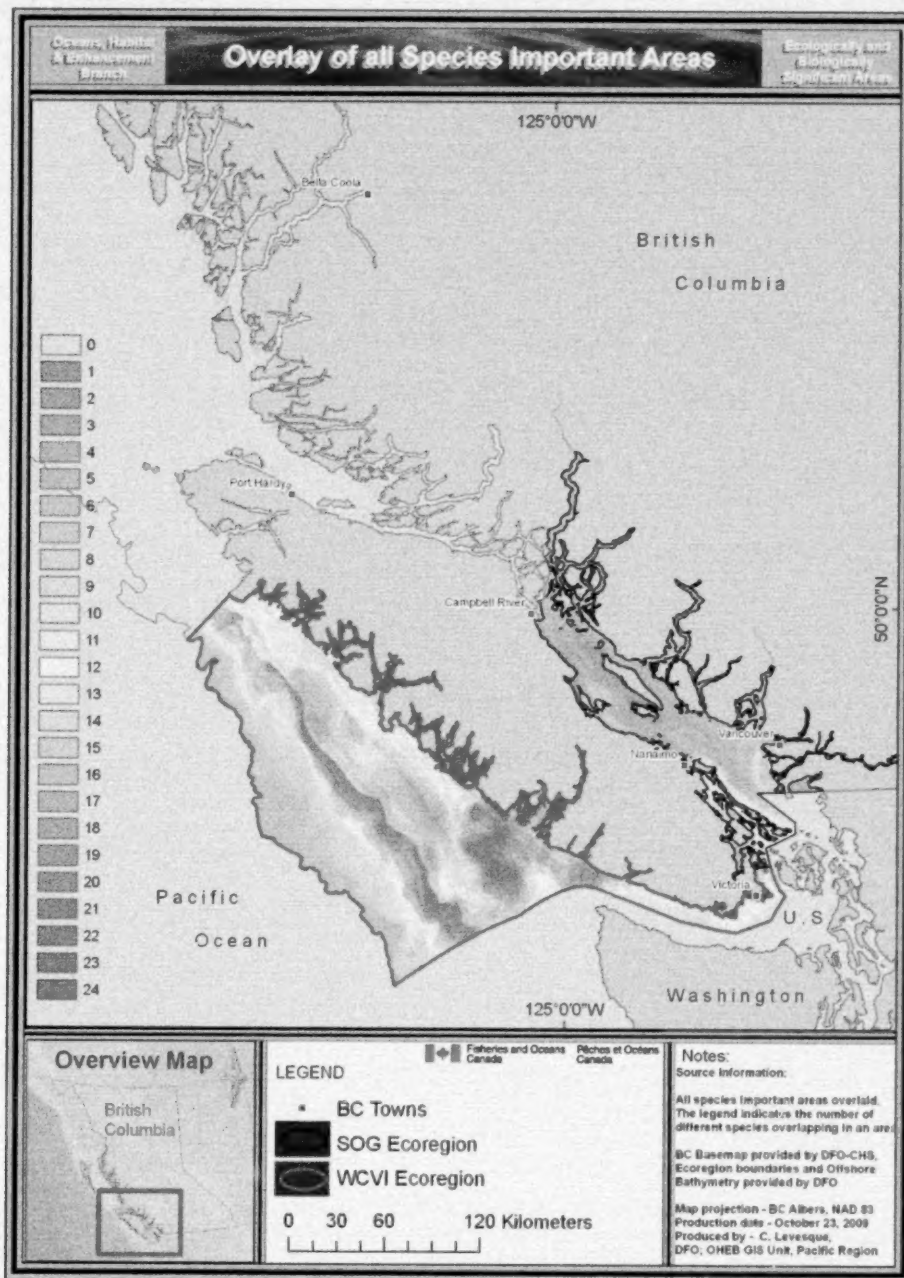 Oceans, Habitat
& Enhancement
Branch
Overlay of all Species Important Areas
Ecologically and
Biologically
Significant Areas
125°0'0"W
Bella Coola
British
Columbia
0
1
2
3
4
5
6
7
8
9
10
11
12
13
14
15
16
17
18
19
20
21
22
23
24
Port Hardy
Campbell River
50°0'0"N
Vancouver
Nanaimo
Victoria
Pacific
Ocean
U.S
Washington
125°0'0"W
Overview Map
British
Columbia
Fisheries and Oceans
Canada
Pêches et Océans
Canada
LEGEND
BC Towns
SOG Ecoregion
WCVI Ecoregion
0 30 60 120 Kilometers
Notes:
Source Information:
All species important areas overlaid.
The legend indicates the number of
different species overlapping in an area
BC Basemap provided by DFO-CHS,
Ecoregion boundaries and Offshore
Bathymetry provided by DFO
Map projection - BC Albers, NAD 83
Production date - October 23, 2009
Produced by - C. Levesque,
DFO; OHEB GIS Unit, Pacific Region